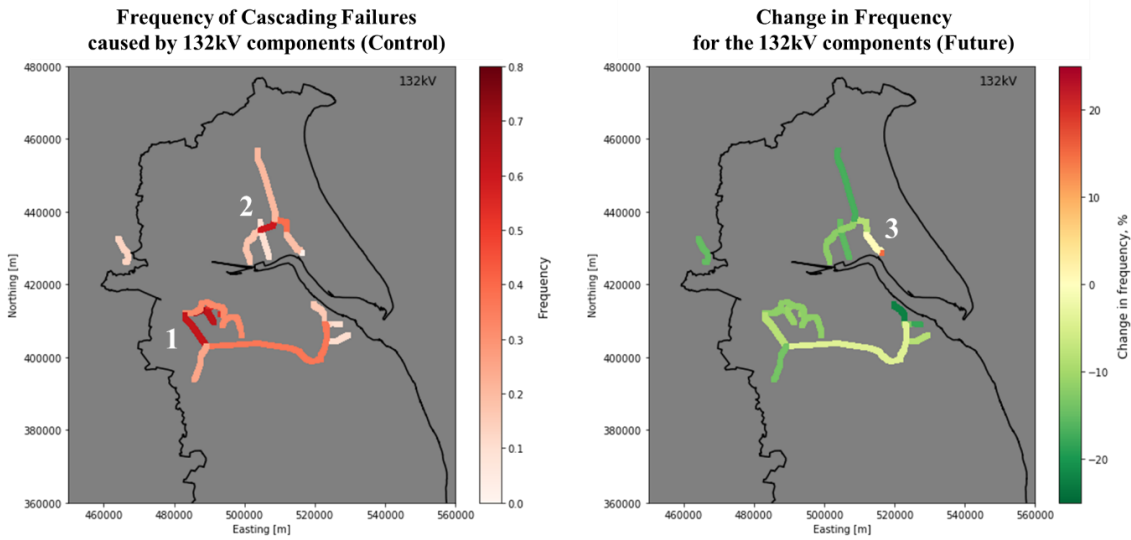 Frequency of Cascading Failures
caused by 132kV components (Control)
480000
460000
440000
420000
400000
380000
360000
Northing [m]
460000 480000 500000 520000 540000 560000
Easting [m]
132kV
2
1
0.8
0.7
0.6
0.5
0.4
0.3
0.2
0.1
0.0
Frequency
Change in Frequency
for the 132kV components (Future)
480000
460000
440000
420000
400000
380000
360000
Northing [m]
460000 480000 500000 520000 540000 560000
Easting [m]
132kV
3
20
10
0
−10
−20
Change in frequency, %